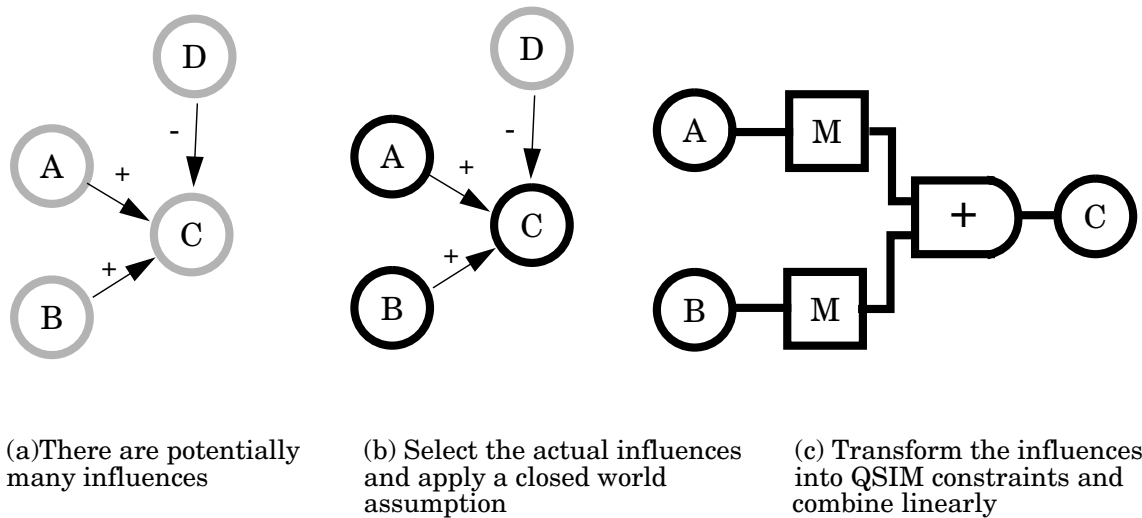 D
-
A
+
C
+
B
(a)There are potentially
many influences
D
-
A
+
C
+
B
(b) Select the actual influences
and apply a closed world
assumption
A
M
+
C
B
M
(c) Transform the influences
into QSIM constraints and
combine linearly